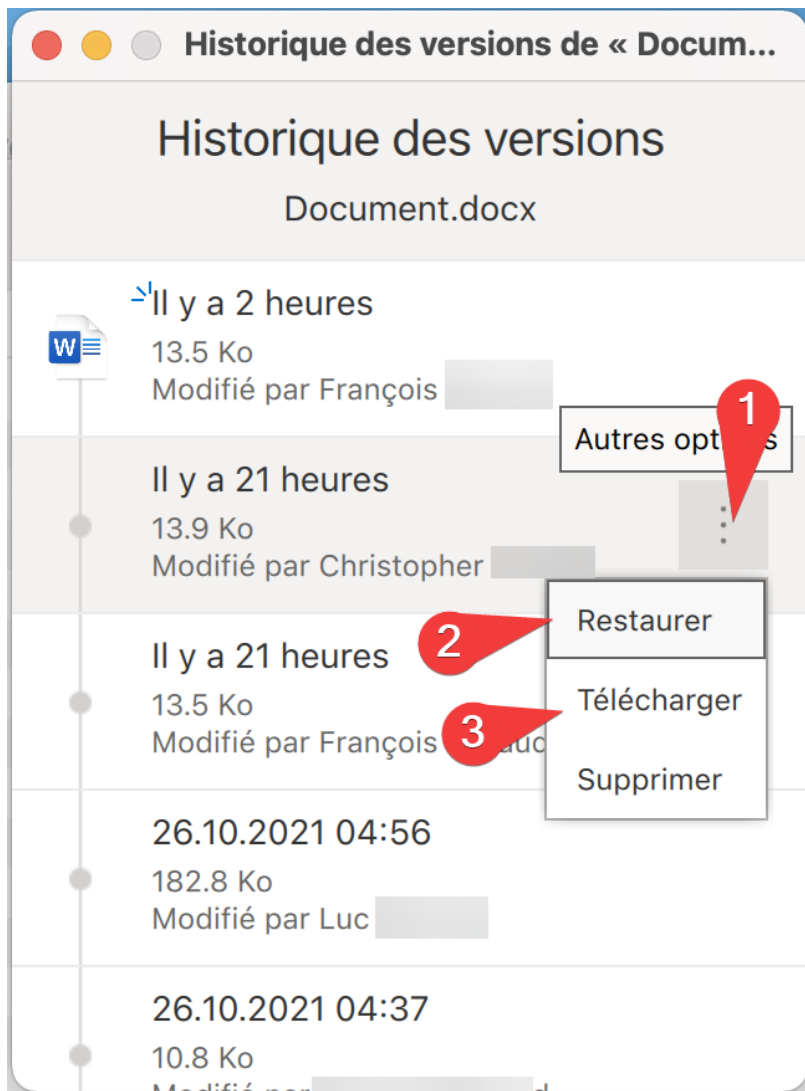 Historique des versions de « Docum...
Historique des versions
Document.docx
Il y a 2 heures
W
13.5 Ko
Modifié par François
1
Autres opt s
Il y a 21 heures
13.9 Ko
Modifié par Christopher
Restaurer
2
Il y a 21 heures
Télécharger
13.5 Ko
3
Modifié par François
Supprimer
26.10.2021 04:56
182.8 Ko
Modifié par Luc
26.10.2021 04:37
10.8 Ko
Modifié par